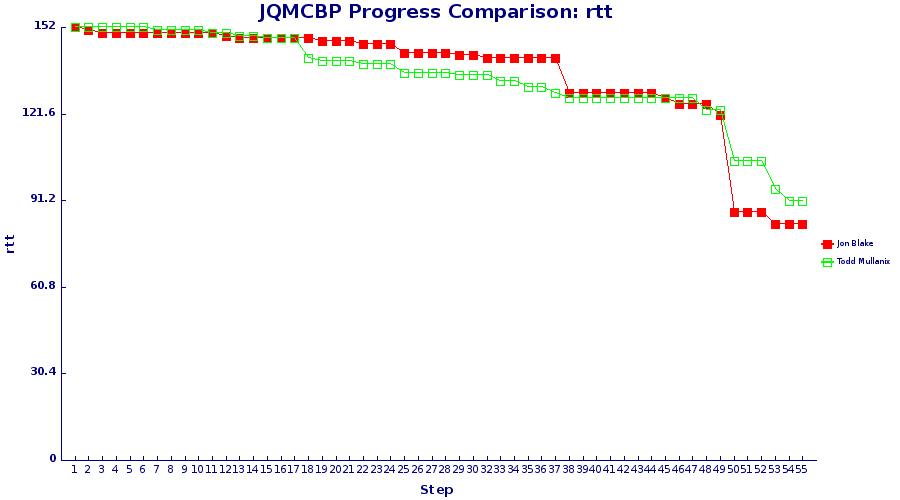 JQMCBP Progress Comparison: rtt
152
121.6
91.2
60.8
30.4
0
rtt
1 2 3 4 5 6 7 8 9 10 11 12 13 14 15 16 17 18 19 20 21 22 23 24 25 26 27 28 29 30 31 32 33 34 35 36 37 38 39 40 41 42 43 44 45 46 47 48 49 50 51 52 53 54 55
Step
Jon Blake
Todd Mullanix